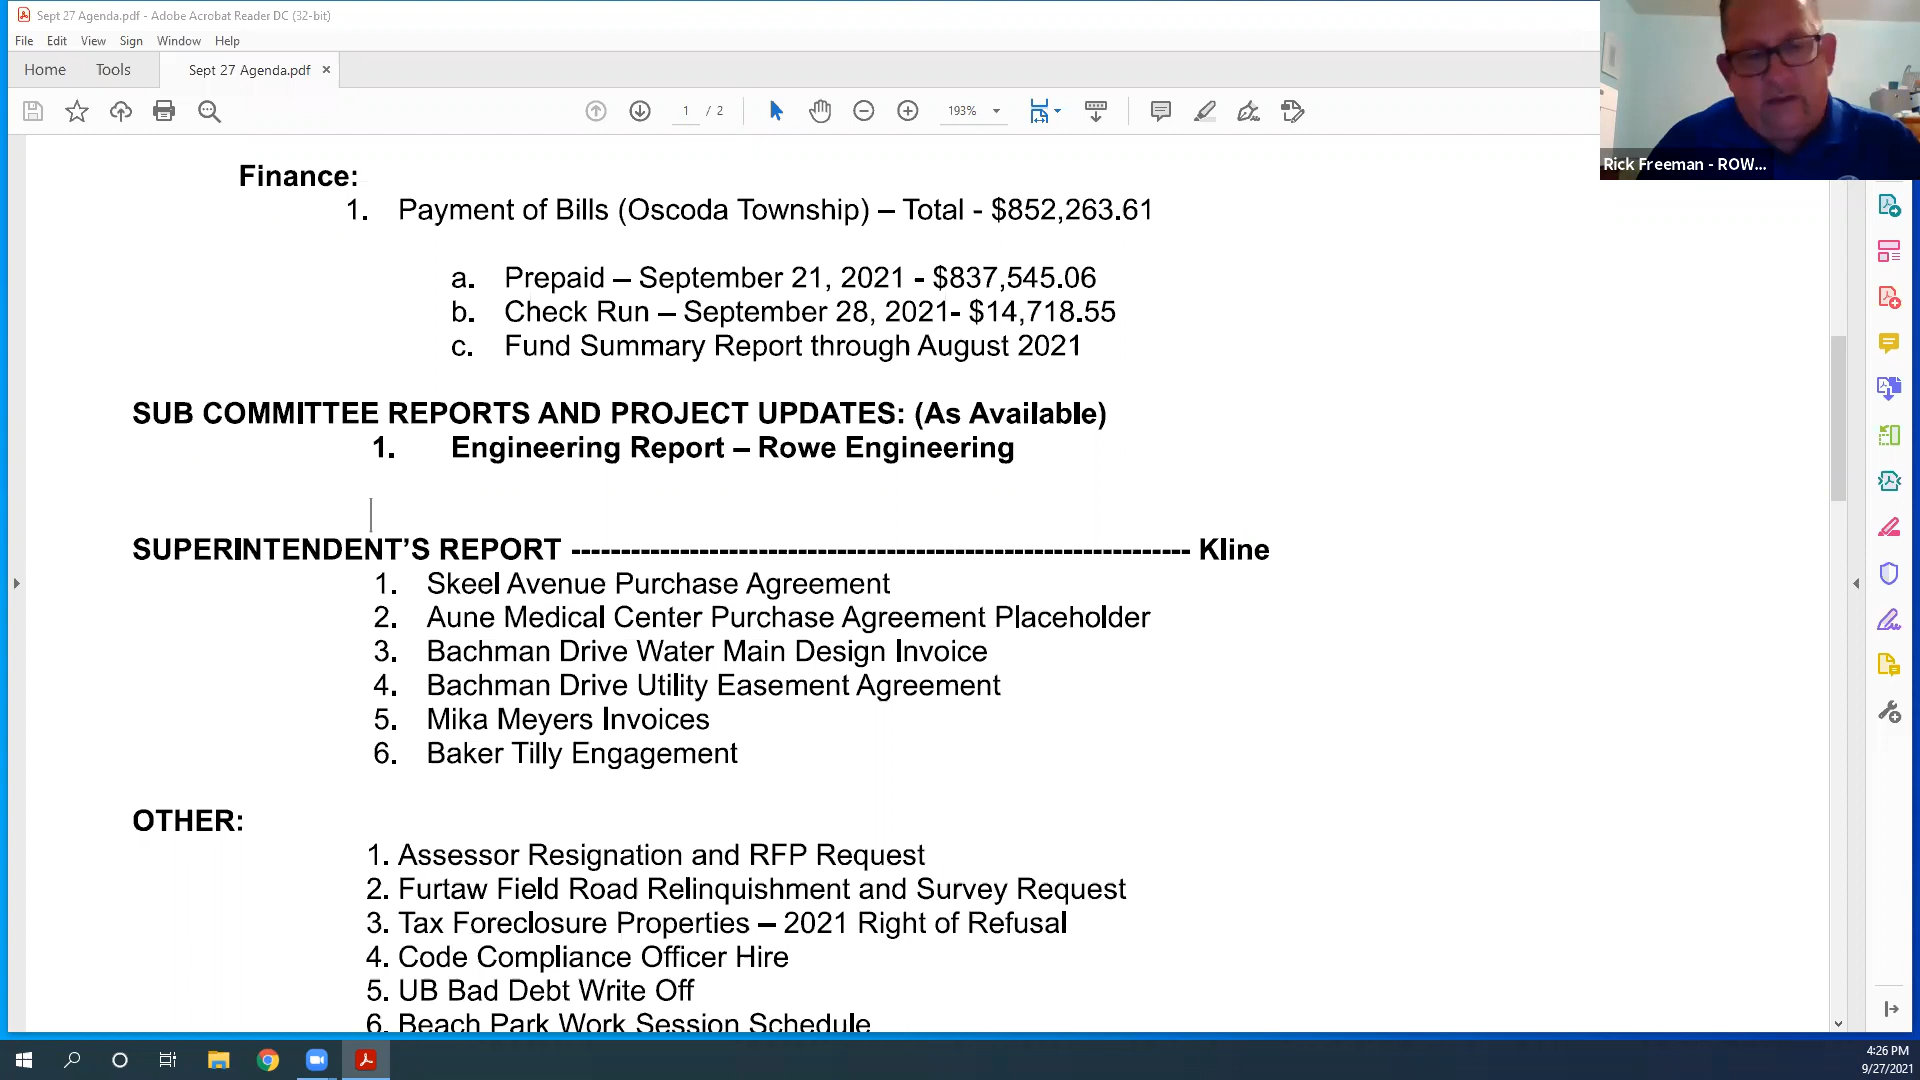 Sept 27 Agenda.pdf - Adobe Acrobat Reader DC (32-bit)
File Edit View Sign Window Help
Home Tools Sept 27 Agenda.pdf ×
1 / 2 193%
Rick Freeman - ROW...
Finance:
1. Payment of Bills (Oscoda Township) – Total - $852,263.61
a. Prepaid – September 21, 2021 - $837,545.06
b. Check Run – September 28, 2021- $14,718.55
c. Fund Summary Report through August 2021
SUB COMMITTEE REPORTS AND PROJECT UPDATES: (As Available)
1. Engineering Report – Rowe Engineering
SUPERINTENDENT’S REPORT -------------------------------------------------------------- Kline
1. Skeel Avenue Purchase Agreement
2. Aune Medical Center Purchase Agreement Placeholder
3. Bachman Drive Water Main Design Invoice
4. Bachman Drive Utility Easement Agreement
5. Mika Meyers Invoices
6. Baker Tilly Engagement
OTHER:
1. Assessor Resignation and RFP Request
2. Furtaw Field Road Relinquishment and Survey Request
3. Tax Foreclosure Properties – 2021 Right of Refusal
4. Code Compliance Officer Hire
5. UB Bad Debt Write Off
6. Beach Park Work Session Schedule
4:26 PM
9/27/2021